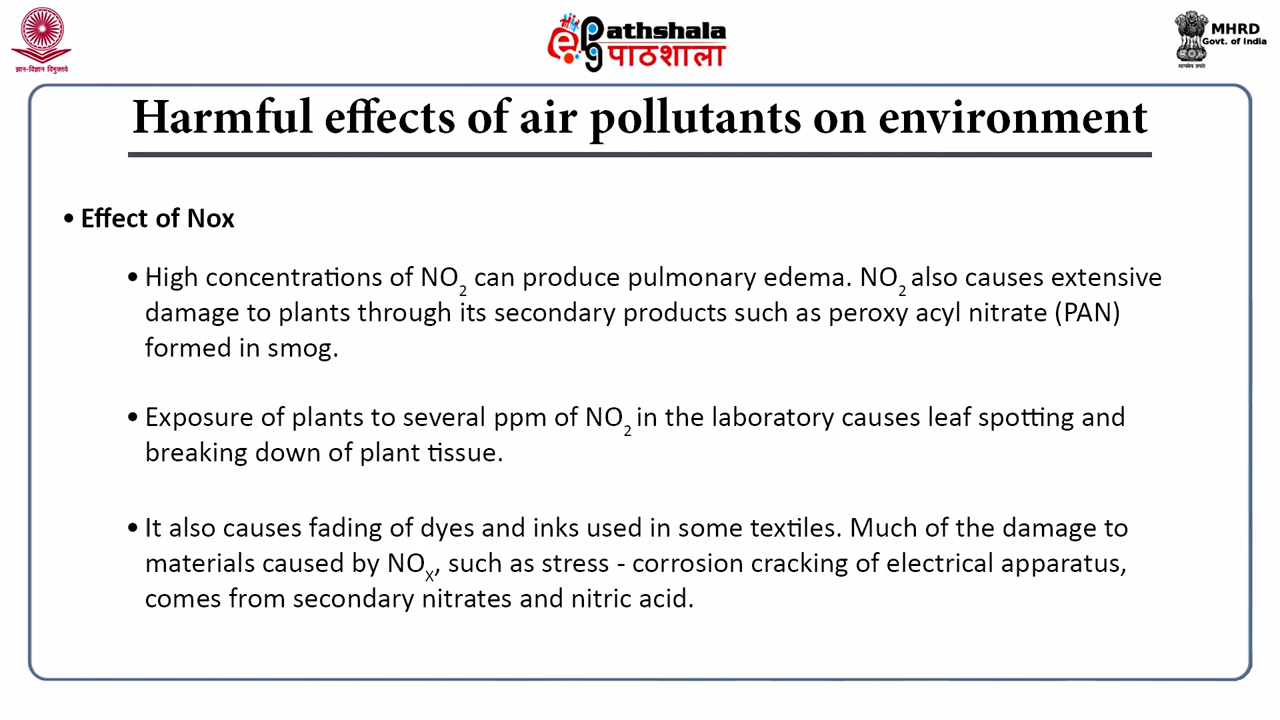 ज्ञान-विज्ञान विमुक्तये
ePG athshala
पाठशाला
MHRD
Govt. of India
सत्यमेव जयते
Harmful effects of air pollutants on environment
• Effect of Nox
• High concentrations of NO₂ can produce pulmonary edema. NO₂ also causes extensive
damage to plants through its secondary products such as peroxy acyl nitrate (PAN)
formed in smog.
• Exposure of plants to several ppm of NO₂ in the laboratory causes leaf spotting and
breaking down of plant tissue.
• It also causes fading of dyes and inks used in some textiles. Much of the damage to
materials caused by NOX, such as stress - corrosion cracking of electrical apparatus,
comes from secondary nitrates and nitric acid.